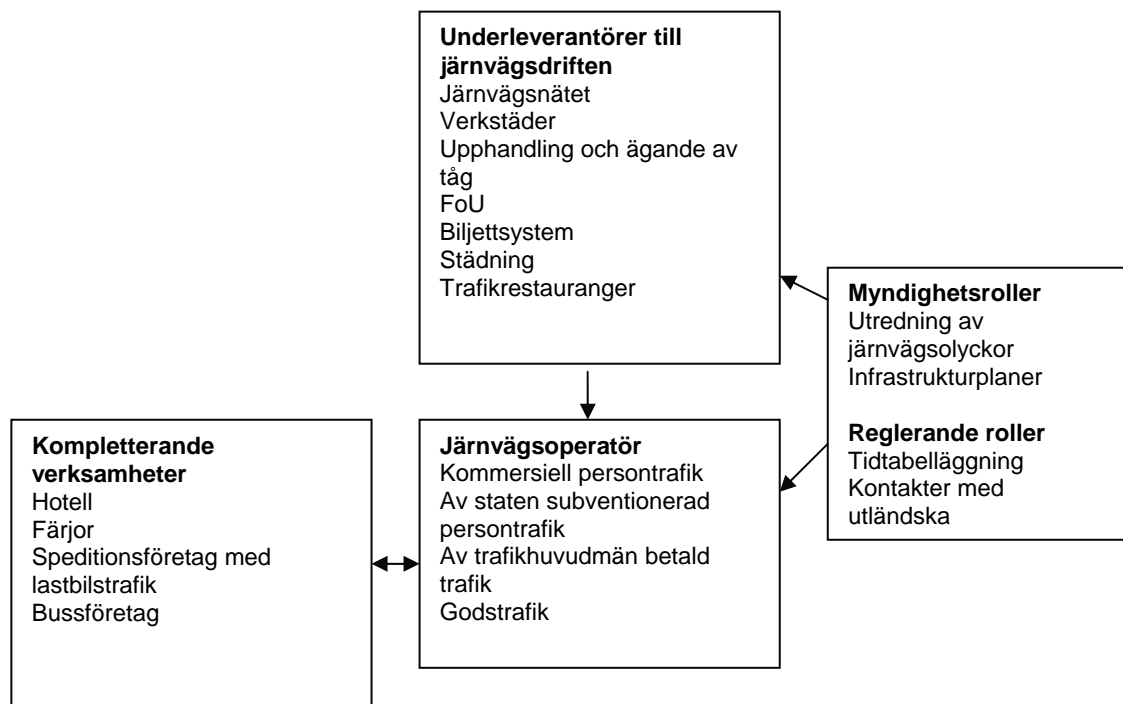 Underleverantörer till
järnvägsdriften
Järnvägsnätet
Verkstäder
Upphandling och ägande av
tåg
FoU
Biljettsystem
Städning
Trafikrestauranger
Myndighetsroller
Utredning av
järnvägsolyckor
Infrastrukturplaner
Reglerande roller
Tidtabelläggning
Kontakter med
utländska
Kompletterande
verksamheter
Hotell
Färjor
Speditionsföretag med
lastbilstrafik
Bussföretag
Järnvägsoperatör
Kommersiell persontrafik
Av staten subventionerad
persontrafik
Av trafikhuvudmän betald
trafik
Godstrafik